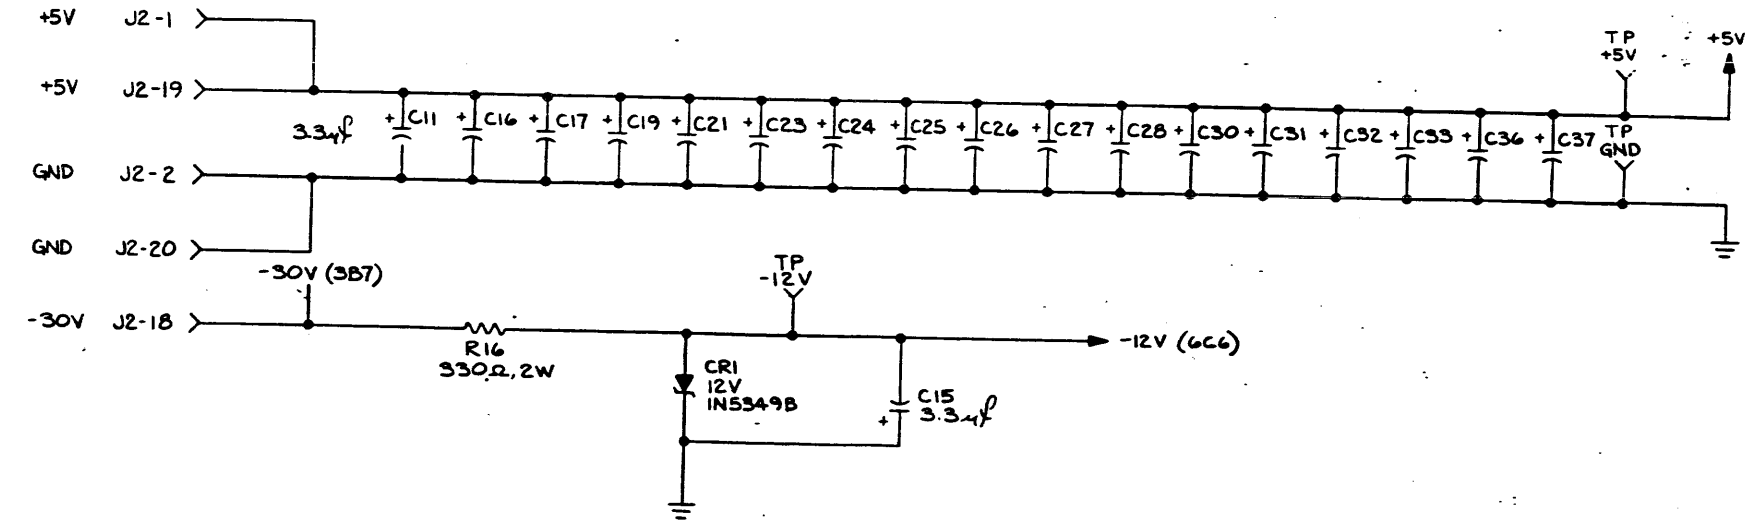 +5V J2-1
+5V J2-19
GND J2-2
GND J2-20
-30V (3B7)
-30V J2-18
3.3uf
+ C11 + C16 + C17 + C19 + C21 + C23 + C24 + C25 + C26 + C27 + C28 + C30 + C31 + C32 + C33 + C36 + C37
TP
+5V
+5V
TP
GND
TP
-12V
R16
330Ω, 2W
CR1
12V
1N5349B
+ C15
3.3uf
-12V (6C6)